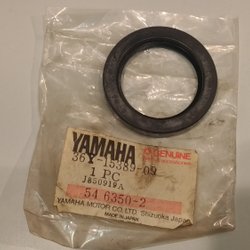 YAMAHA GENUINE
36Y-15389-09
1 PC
J850919A
54 6350-2
YAMAHA MOTOR CO., LTD. Shizuoka Japan
MADE IN JAPAN